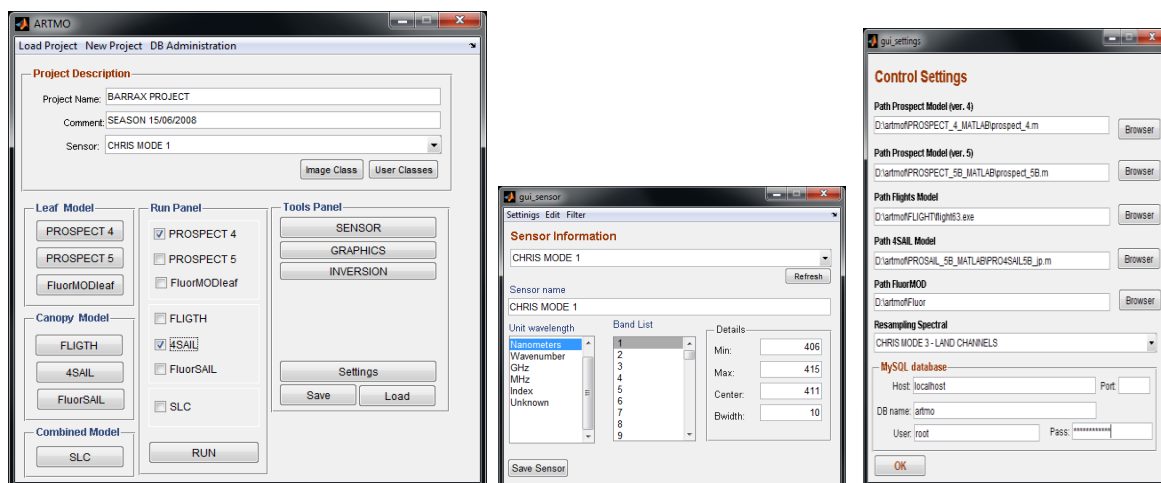 ARTMO
Load Project New Project DB Administration
Project Description
Project Name: BARRAX PROJECT
Comment: SEASON 15/06/2008
Sensor: CHRIS MODE 1
Image Class User Classes
Leaf Model
PROSPECT 4
PROSPECT 5
FluorMODleaf
Canopy Model
FLIGTH
4SAIL
FluorSAIL
Combined Model
SLC
Run Panel
PROSPECT 4
PROSPECT 5
FluorMODleaf
FLIGTH
4SAIL
FluorSAIL
SLC
RUN
Tools Panel
SENSOR
GRAPHICS
INVERSION
Settings
Save Load
gui_sensor
Settinigs Edit Filter
Sensor Information
CHRIS MODE 1
Refresh
Sensor name
CHRIS MODE 1
Unit wavelength
Nanometers
Wavenumber
GHz
MHz
Index
Unknown
Band List
1
2
3
4
5
6
7
8
9
Details
Min: 406
Max: 415
Center: 411
Bwidth: 10
Save Sensor
gui_settings
Control Settings
Path Prospect Model (ver. 4)
D:\artmof\PROSPECT_4_MATLAB\prospect_4.m Browser
Path Prospect Model (ver. 5)
D:\artmof\PROSPECT_5B_MATLAB\prospect_5B.m Browser
Path Flights Model
D:\artmof\FLIGHT\flight63.exe Browser
Path 4SAIL Model
D:\artmof\PROSAIL_5B_MATLAB\PRO4SAIL5B_jp.m Browser
Path FluorMOD
D:\artmof\Fluor Browser
Resampling Spectral
CHRIS MODE 3 - LAND CHANNELS
MySQL database
Host: localhost Port:
DB name: artmo
User: root Pass: ************
OK